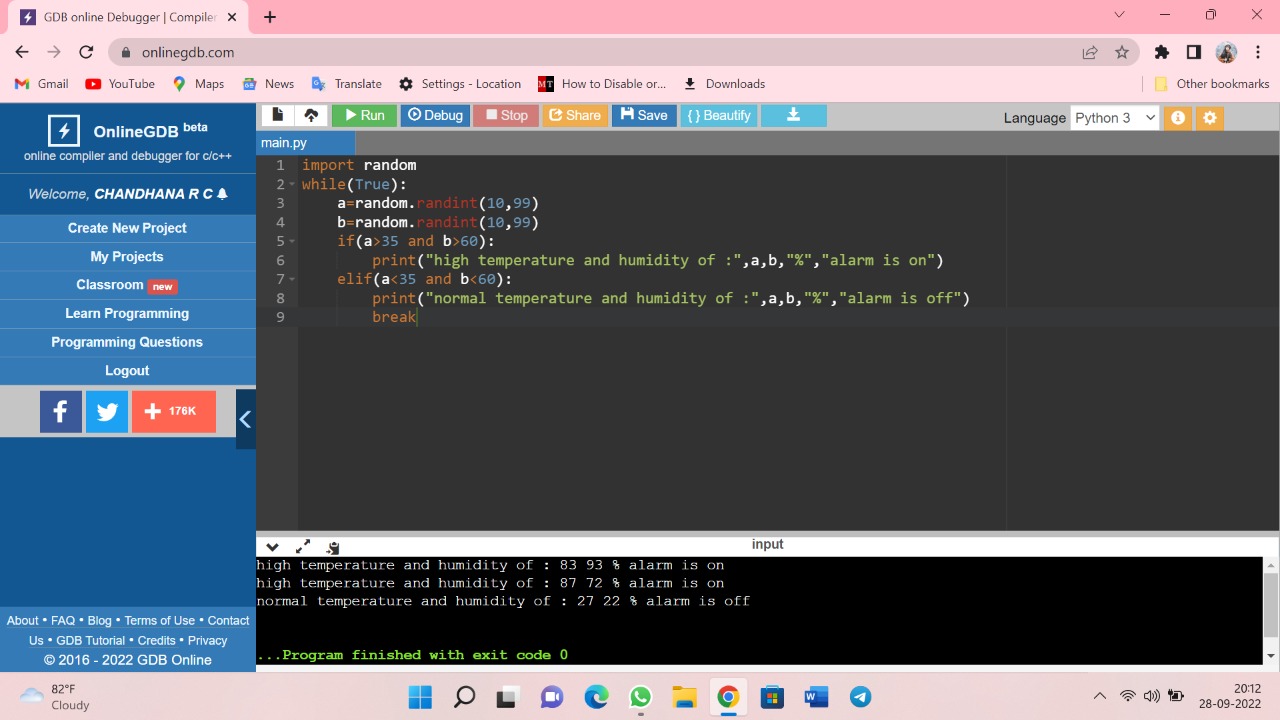 GDB online Debugger | Compiler
onlinegdb.com
Gmail YouTube Maps News Translate Settings - Location MT How to Disable or... Downloads Other bookmarks
OnlineGDB beta
online compiler and debugger for c/c++
Welcome, CHANDHANA R C
Create New Project
My Projects
Classroom new
Learn Programming
Programming Questions
Logout
f + 176K
About • FAQ • Blog • Terms of Use • Contact
Us • GDB Tutorial • Credits • Privacy
© 2016 - 2022 GDB Online
Run Debug Stop Share Save { } Beautify Language Python 3
main.py
1 import random
2 while(True):
3 a=random.randint(10,99)
4 b=random.randint(10,99)
5 if(a>35 and b>60):
6 print("high temperature and humidity of :",a,b,"%","alarm is on")
7 elif(a<35 and b<60):
8 print("normal temperature and humidity of :",a,b,"%","alarm is off")
9 break
input
high temperature and humidity of : 83 93 % alarm is on
high temperature and humidity of : 87 72 % alarm is on
normal temperature and humidity of : 27 22 % alarm is off
...Program finished with exit code 0
82°F
Cloudy
20:12
28-09-2022